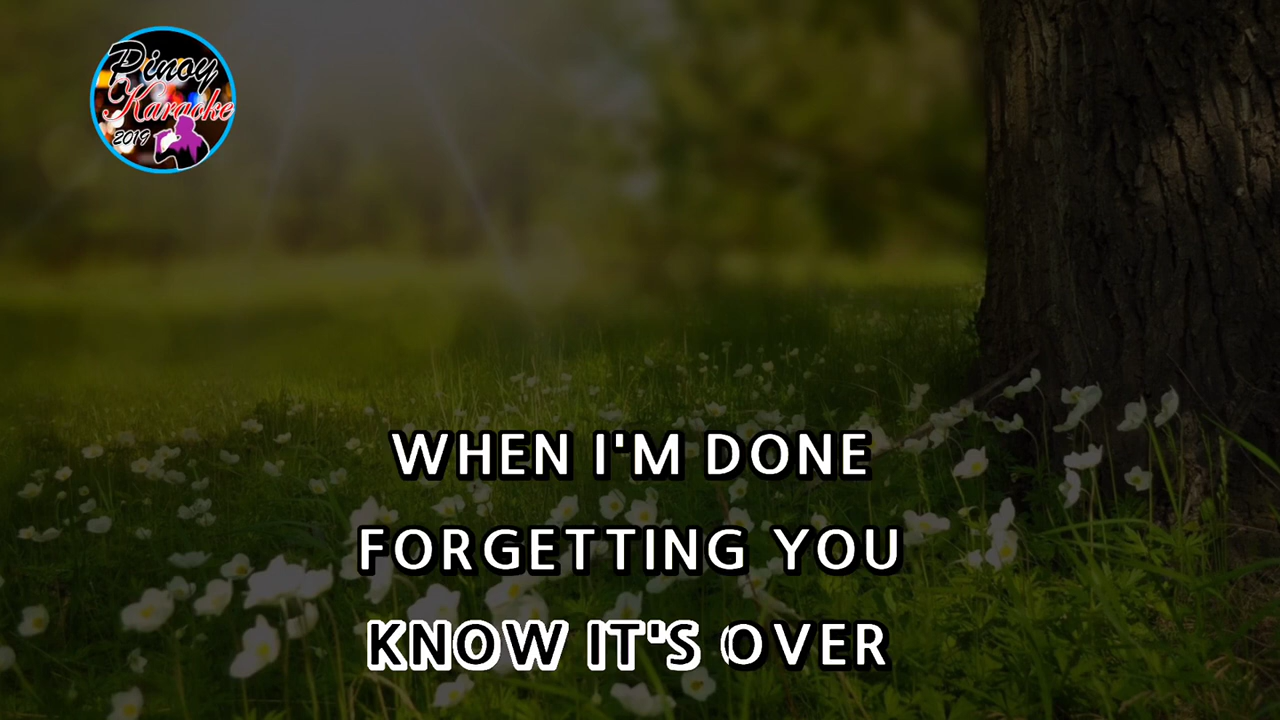 Pinoy
Karaoke
2019
WHEN I'M DONE
FORGETTING YOU
KNOW IT'S OVER